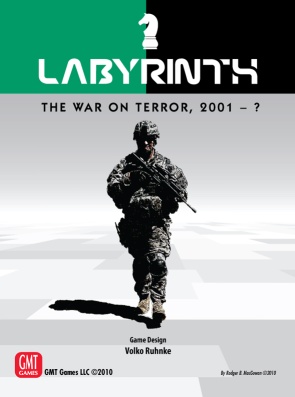 LABYRINTH
THE WAR ON TERROR, 2001 – ?
Game Design
Volko Ruhnke
GMT
GAMES
GMT Games LLC ©2010
By Rodger B. MacGowan ©2010